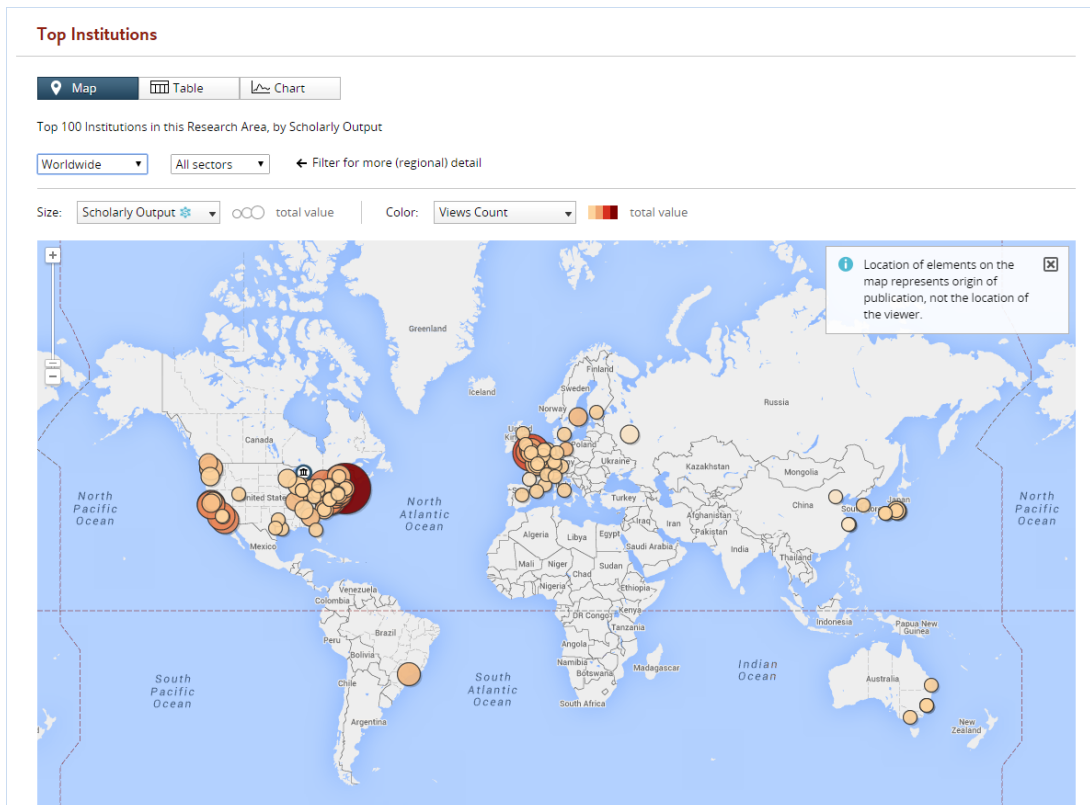 Top Institutions
Map
Table
Chart
Top 100 Institutions in this Research Area, by Scholarly Output
Worldwide
All sectors
Filter for more (regional) detail
Size:
Scholarly Output
total value
Color:
Views Count
total value
Location of elements on the
map represents origin of
publication, not the location of
the viewer.
Greenland
Iceland
Finland
Sweden
Norway
Russia
Canada
Poland
Ukraine
Kazakhstan
Mongolia
North
Pacific
Ocean
United States
North
Atlantic
Ocean
Turkey
China
Japan
North
Pacific
Ocean
Mexico
Algeria
Libya
Egypt
Iraq
Iran
Afghanistan
Pakistan
Saudi Arabia
India
Thailand
Mali
Niger
Chad
Sudan
Nigeria
Ethiopia
Venezuela
Colombia
DR Congo
Kenya
Tanzania
Indonesia
Papua New
Guinea
Peru
Brazil
Angola
Bolivia
Namibia
Botswana
Madagascar
Indian
Ocean
South
Pacific
Ocean
Chile
South
Atlantic
Ocean
South Africa
Australia
Argentina
New
Zealand